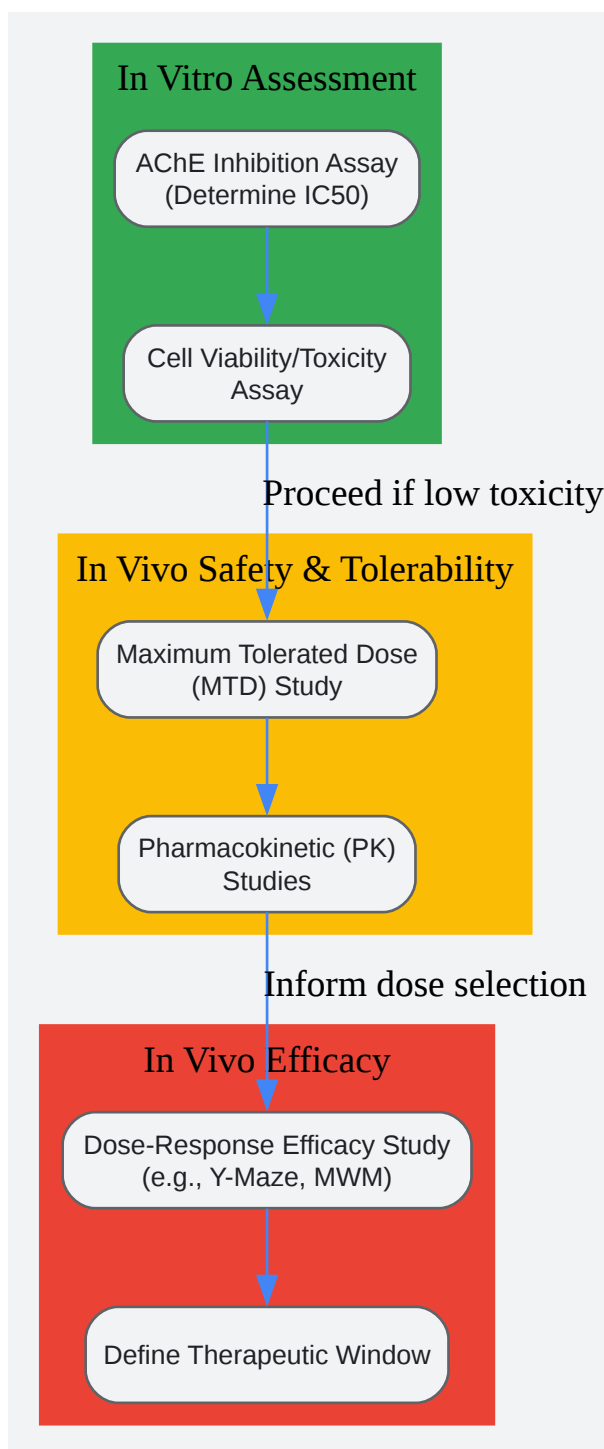 In Vitro Assessment
AChE Inhibition Assay
(Determine IC50)
Cell Viability/Toxicity
Assay
Proceed if low toxicity
In Vivo Safety & Tolerability
Maximum Tolerated Dose
(MTD) Study
Pharmacokinetic (PK)
Studies
Inform dose selection
In Vivo Efficacy
Dose-Response Efficacy Study
(e.g., Y-Maze, MWM)
Define Therapeutic Window